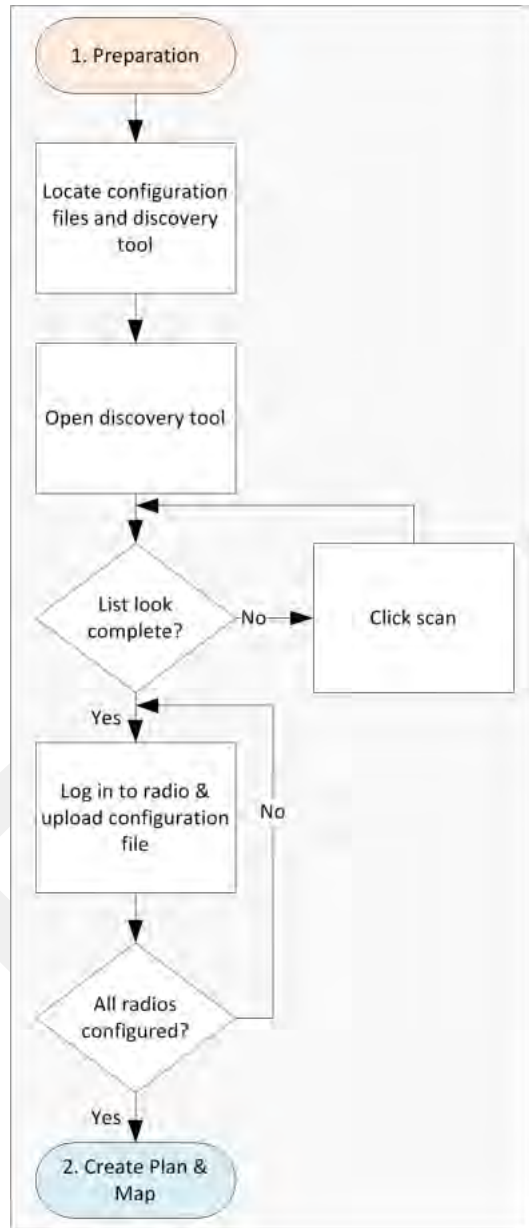 1. Preparation
Locate configuration
files and discovery
tool
Open discovery tool
List look
complete?
No
Click scan
Yes
Log in to radio &
upload configuration
file
No
All radios
configured?
Yes
2. Create Plan &
Map